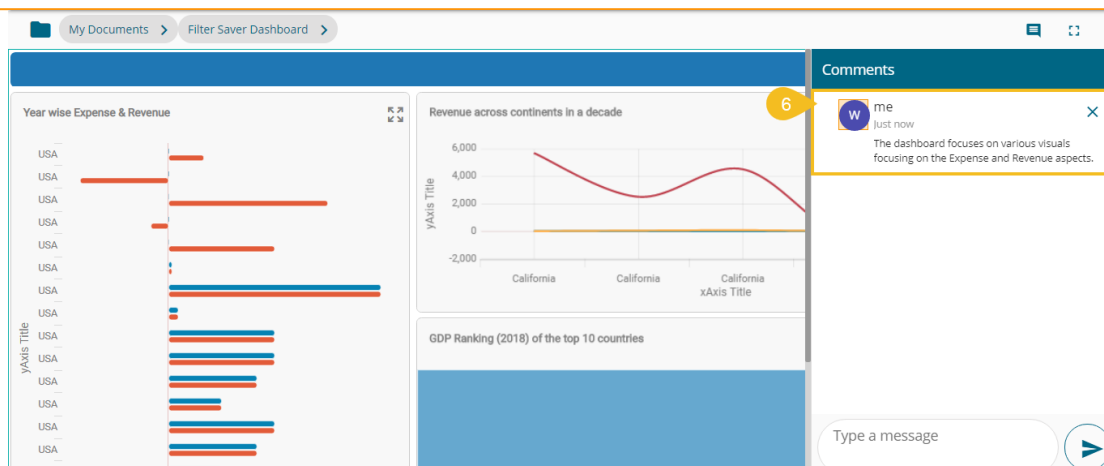 My Documents
Filter Saver Dashboard
Comments
6
W
me
Just now
The dashboard focuses on various visuals
focusing on the Expense and Revenue aspects.
Year wise Expense & Revenue
yAxis Title
USA
USA
USA
USA
USA
USA
USA
USA
USA
USA
USA
USA
USA
USA
Revenue across continents in a decade
yAxis Title
6,000
4,000
2,000
0
-2,000
California
California
California
xAxis Title
GDP Ranking (2018) of the top 10 countries
Type a message